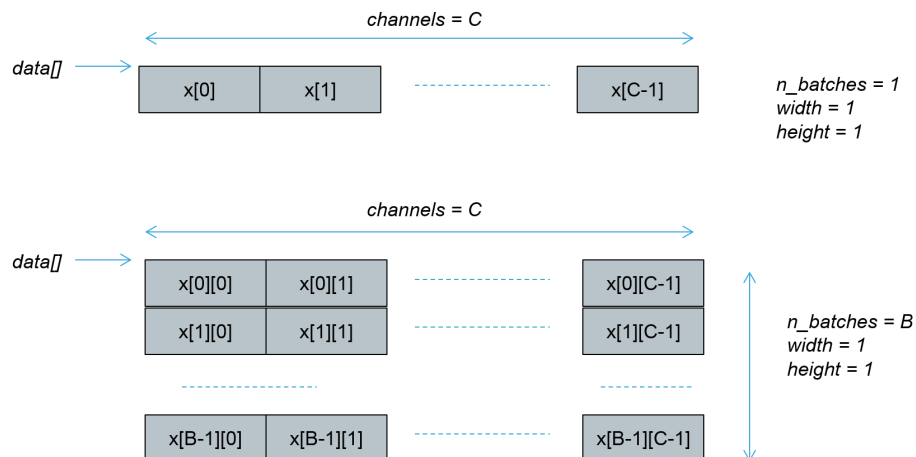 channels = C
data[]
x[0] x[1] x[C-1]
n_batches = 1
width = 1
height = 1
channels = C
data[]
x[0][0] x[0][1] x[0][C-1]
x[1][0] x[1][1] x[1][C-1]
n_batches = B
width = 1
height = 1
x[B-1][0] x[B-1][1] x[B-1][C-1]